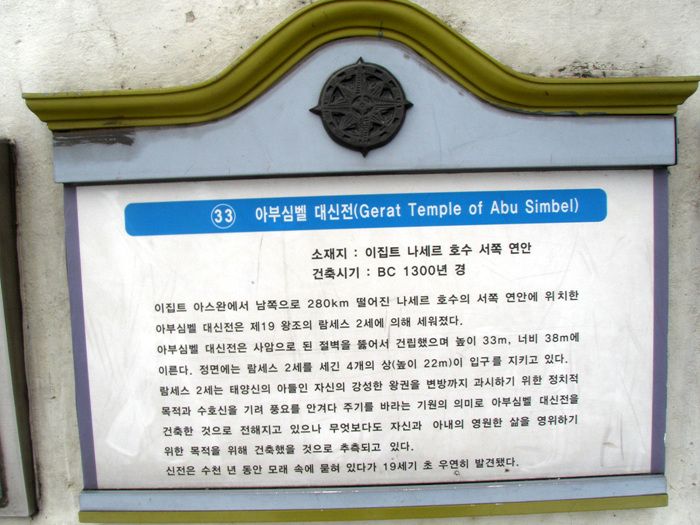 33 아부심벨 대신전(Gerat Temple of Abu Simbel)
소재지 : 이집트 나세르 호수 서쪽 연안
건축시기 : BC 1300년 경
이집트 아스완에서 남쪽으로 280km 떨어진 나세르 호수의 서쪽 연안에 위치한
아부심벨 대신전은 제19 왕조의 람세스 2세에 의해 세워졌다.
아부심벨 대신전은 사암으로 된 절벽을 뚫어서 건립했으며 높이 33m, 너비 38m에
이른다. 정면에는 람세스 2세를 새긴 4개의 상(높이 22m)이 입구를 지키고 있다.
람세스 2세는 태양신의 아들인 자신의 강성한 왕권을 변방까지 과시하기 위한 정치적
목적과 수호신을 기려 풍요를 안겨다 주기를 바라는 기원의 의미로 아부심벨 대신전을
건축한 것으로 전해지고 있으나 무엇보다도 자신과 아내의 영원한 삶을 영위하기
위한 목적을 위해 건축했을 것으로 추측되고 있다.
신전은 수천 년 동안 모래 속에 묻혀 있다가 19세기 초 우연히 발견됐다.